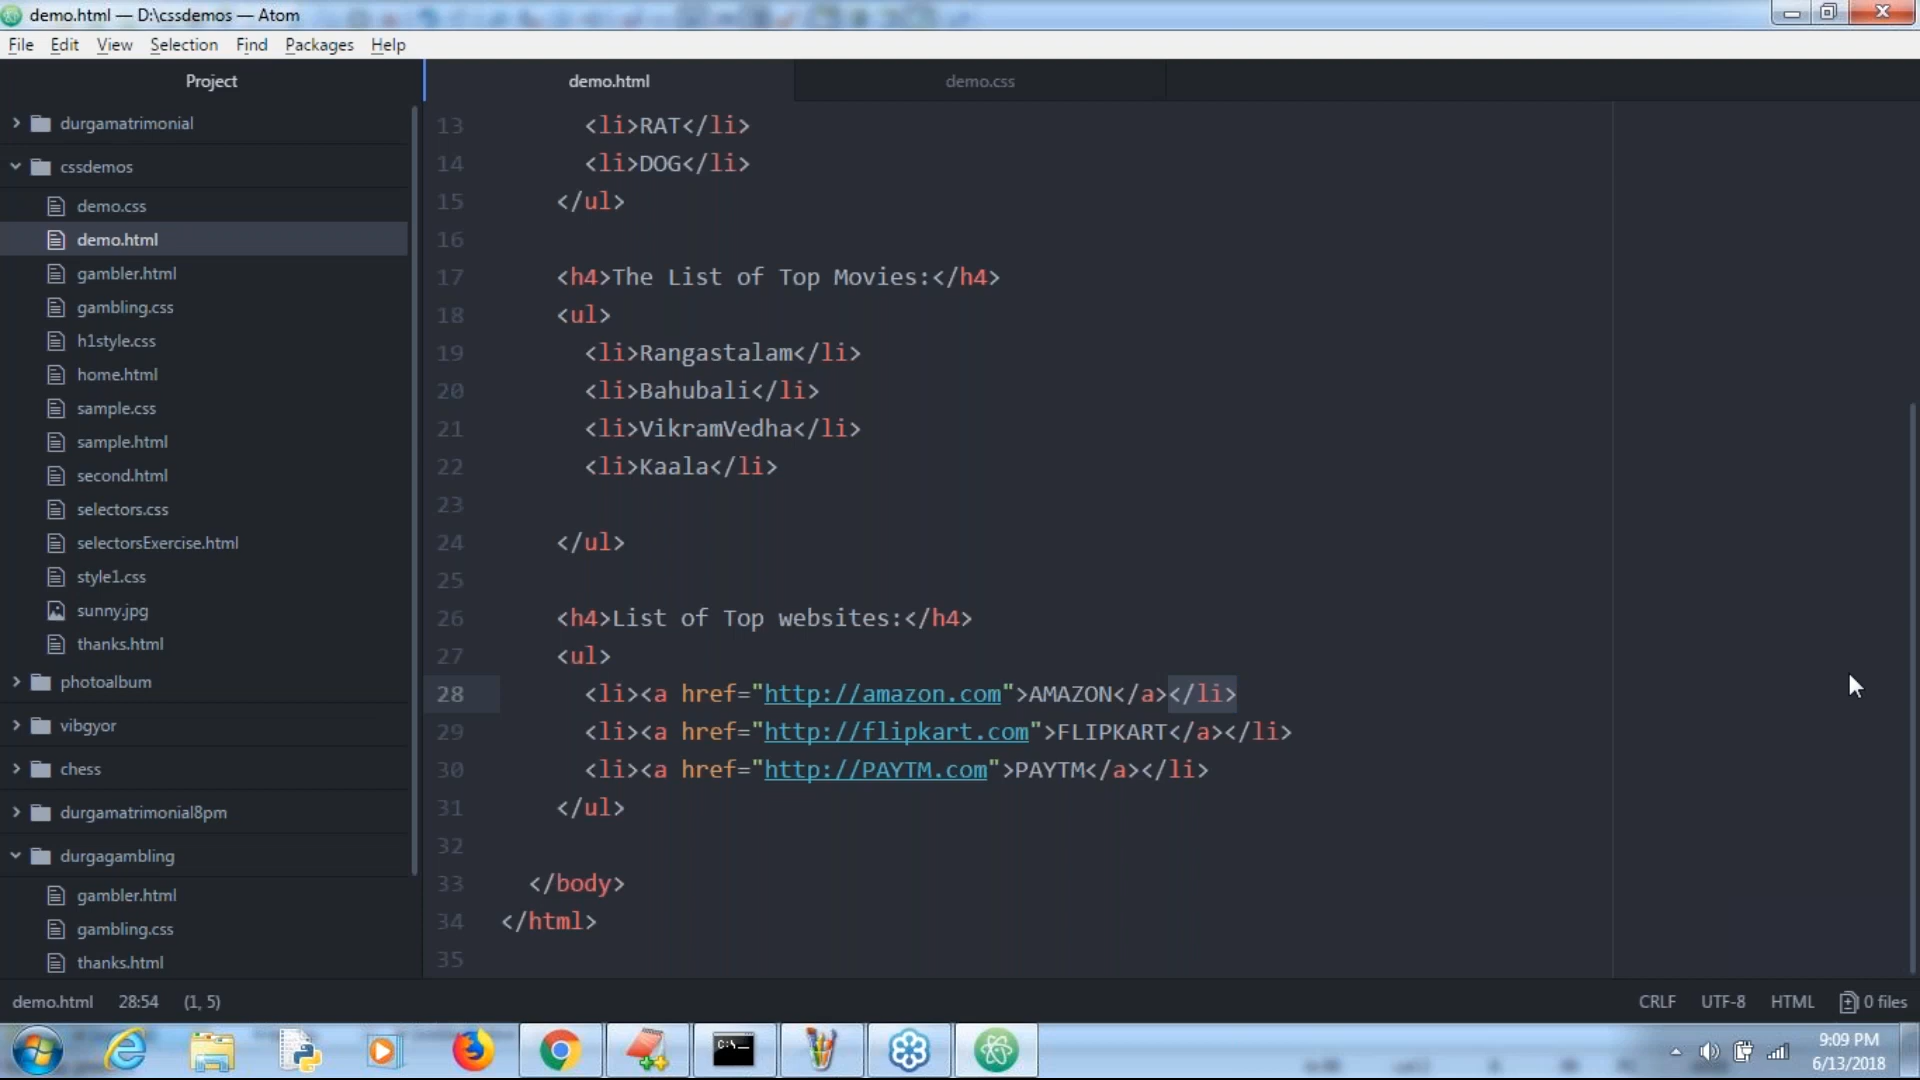 demo.html — D:\cssdemos — Atom
File Edit View Selection Find Packages Help
Project
durgamatrimonial
cssdemos
demo.css
demo.html
gambler.html
gambling.css
h1style.css
home.html
sample.css
sample.html
second.html
selectors.css
selectorsExercise.html
style1.css
sunny.jpg
thanks.html
photoalbum
vibgyor
chess
durgamatrimonial8pm
durgagambling
gambler.html
gambling.css
thanks.html
demo.html demo.css
13 <li>RAT</li>
14 <li>DOG</li>
15 </ul>
16
17 <h4>The List of Top Movies:</h4>
18 <ul>
19 <li>Rangastalam</li>
20 <li>Bahubali</li>
21 <li>VikramVedha</li>
22 <li>Kaala</li>
23
24 </ul>
25
26 <h4>List of Top websites:</h4>
27 <ul>
28 <li><a href="http://amazon.com">AMAZON</a></li>
29 <li><a href="http://flipkart.com">FLIPKART</a></li>
30 <li><a href="http://PAYTM.com">PAYTM</a></li>
31 </ul>
32
33 </body>
34 </html>
35
demo.html 28:54 (1, 5) CRLF UTF-8 HTML 0 files
C:\
9:09 PM
6/13/2018